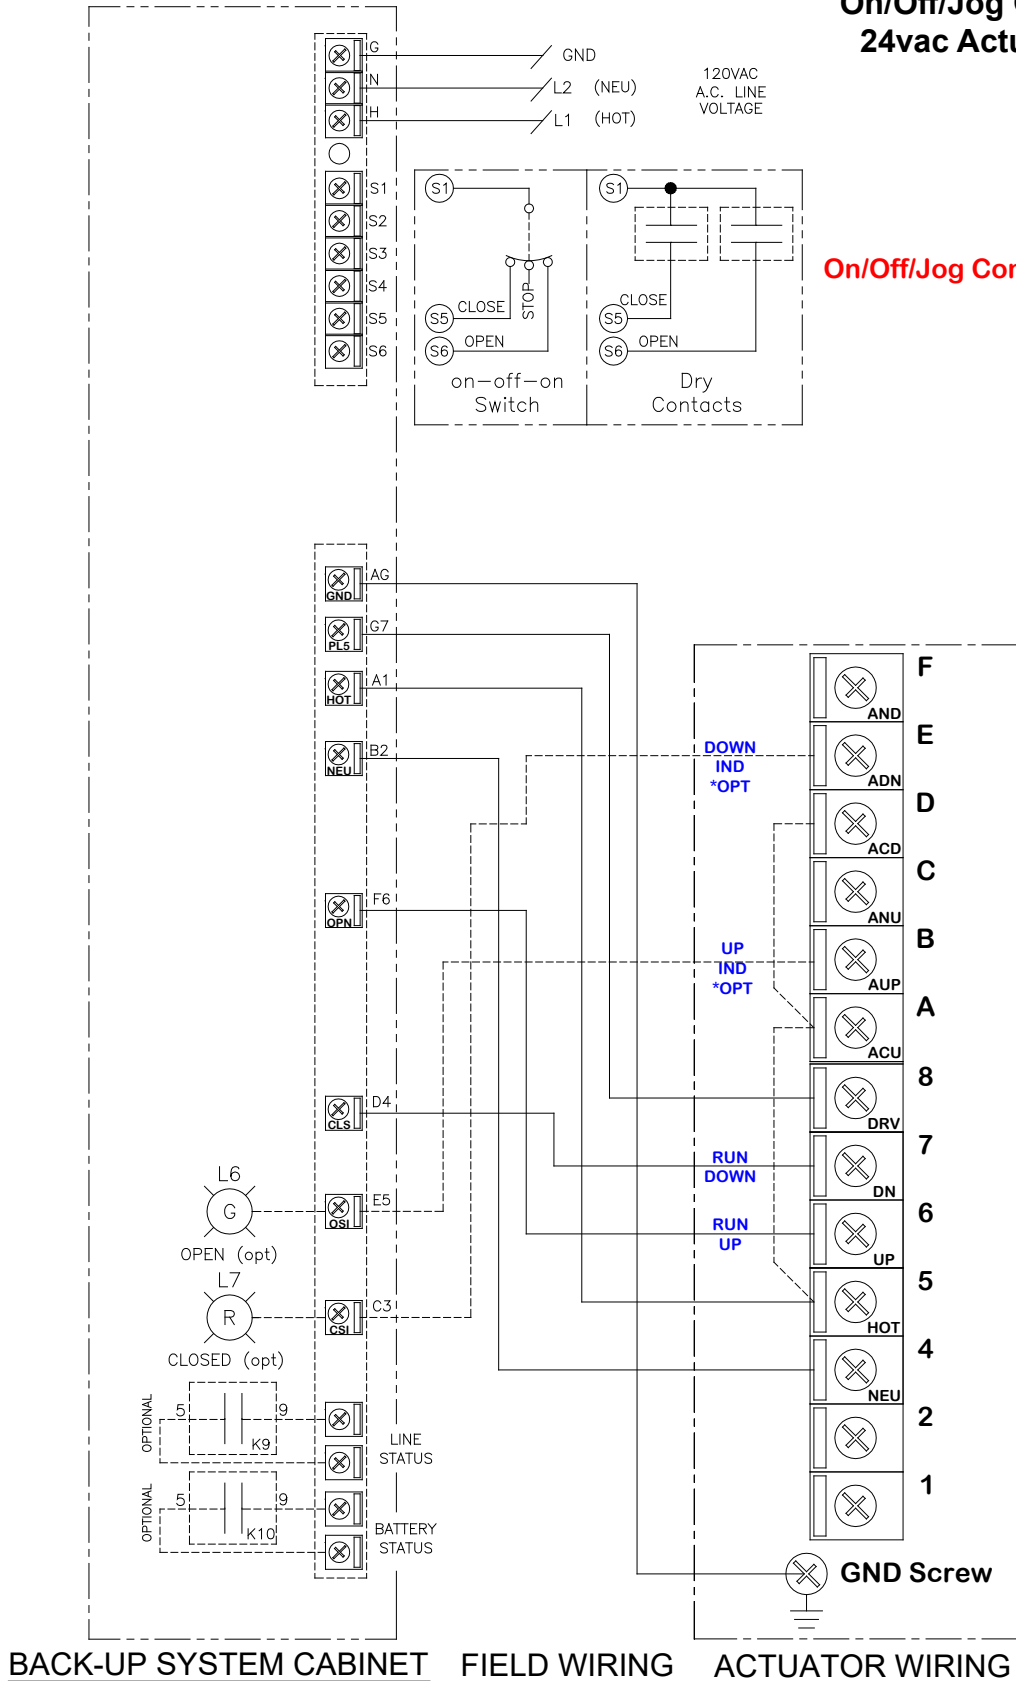 On/Off/Jog
24vac Actu
G
GND
N
L2 (NEU)
H
L1 (HOT)
120VAC
A.C. LINE
VOLTAGE
S1
S2
S3
S4
S5
S6
S1
CLOSE
STOP
S5
OPEN
S6
on-off-on
Switch
S1
CLOSE
S5
OPEN
S6
Dry
Contacts
On/Off/Jog Con
AG
GND
G7
PL5
A1
HOT
B2
NEU
F6
OPN
D4
CLS
L6
G
OPEN (opt)
E5
OSI
L7
R
CLOSED (opt)
C3
CSI
OPTIONAL
5
9
K9
LINE
STATUS
OPTIONAL
5
9
K10
BATTERY
STATUS
DOWN
IND
*OPT
UP
IND
*OPT
RUN
DOWN
RUN
UP
F
AND
E
ADN
D
ACD
C
ANU
B
AUP
A
ACU
8
DRV
7
DN
6
UP
5
HOT
4
NEU
2
1
GND Screw
BACK-UP SYSTEM CABINET
FIELD WIRING
ACTUATOR WIRING